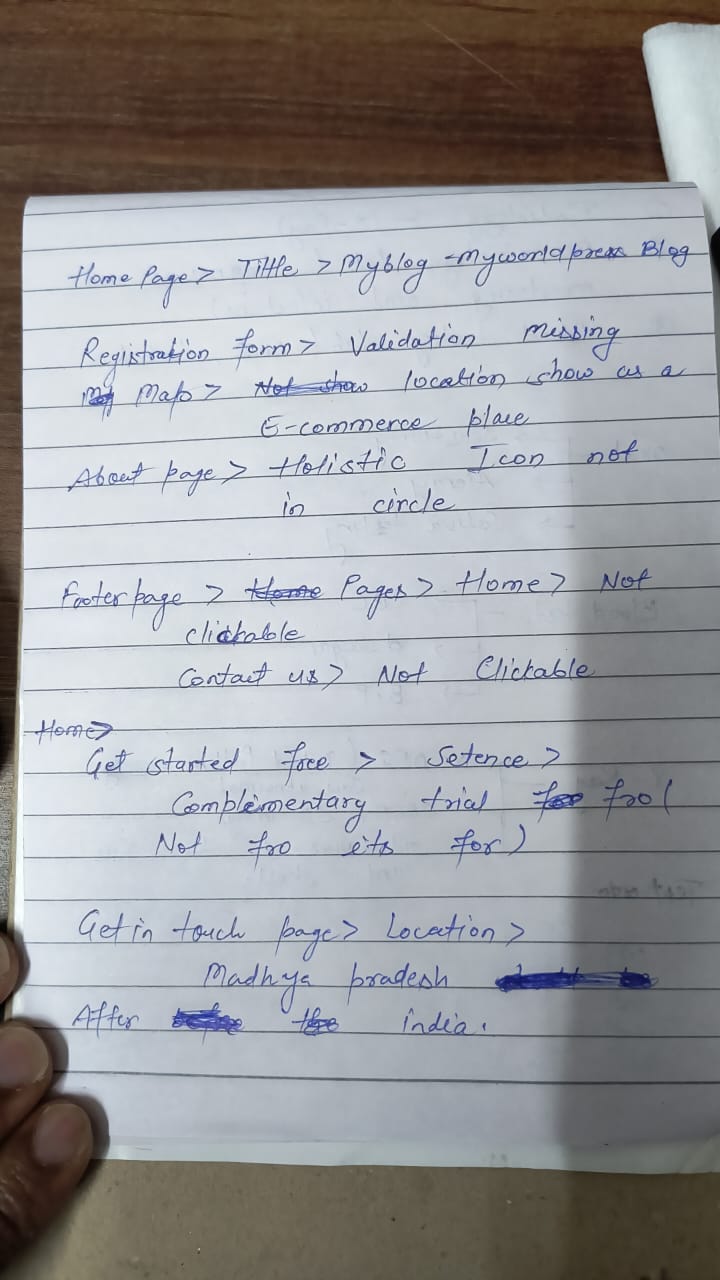 Home Page > Tittle > Myblog - Myworldpress Blog
Registration form > Validation missing
Map > Not show location show as a
E-commerce place
About page > Holistic Icon not
in circle
Footer page > Home Pages > Home > Not
clickable
Contact us > Not Clickable
Home >
Get started free > Setence >
Complementary trial fro (
Not fro its for)
Get in touch page > Location >
Madhya pradesh
After the india.